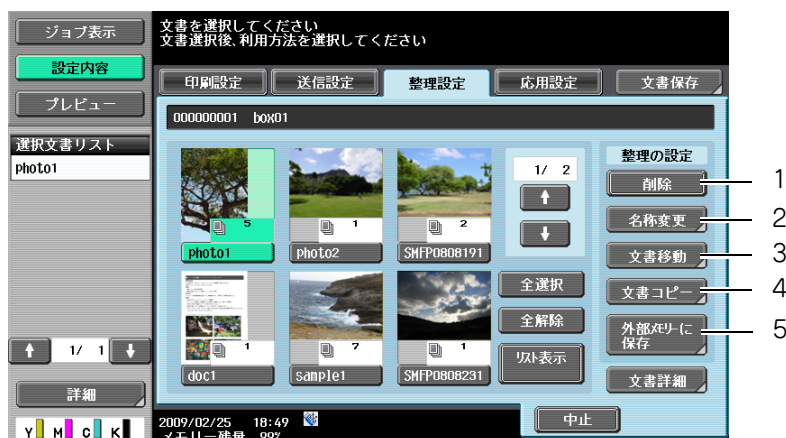 ジョブ表示
設定内容
プレビュー
選択文書リスト
photo1
1/ 1
詳細
Y M C K
文書を選択してください
文書選択後、利用方法を選択してください
印刷設定
送信設定
整理設定
応用設定
文書保存
000000001 box01
5
photo1
1
photo2
2
SMFP0808191
1
doc1
7
sample1
1
SMFP0808231
1/ 2
全選択
全解除
リスト表示
整理の設定
削除
名称変更
文書移動
文書コピー
外部メモリーに
保存
文書詳細
1
2
3
4
5
2009/02/25 18:49
メモリー残量 99%
中止